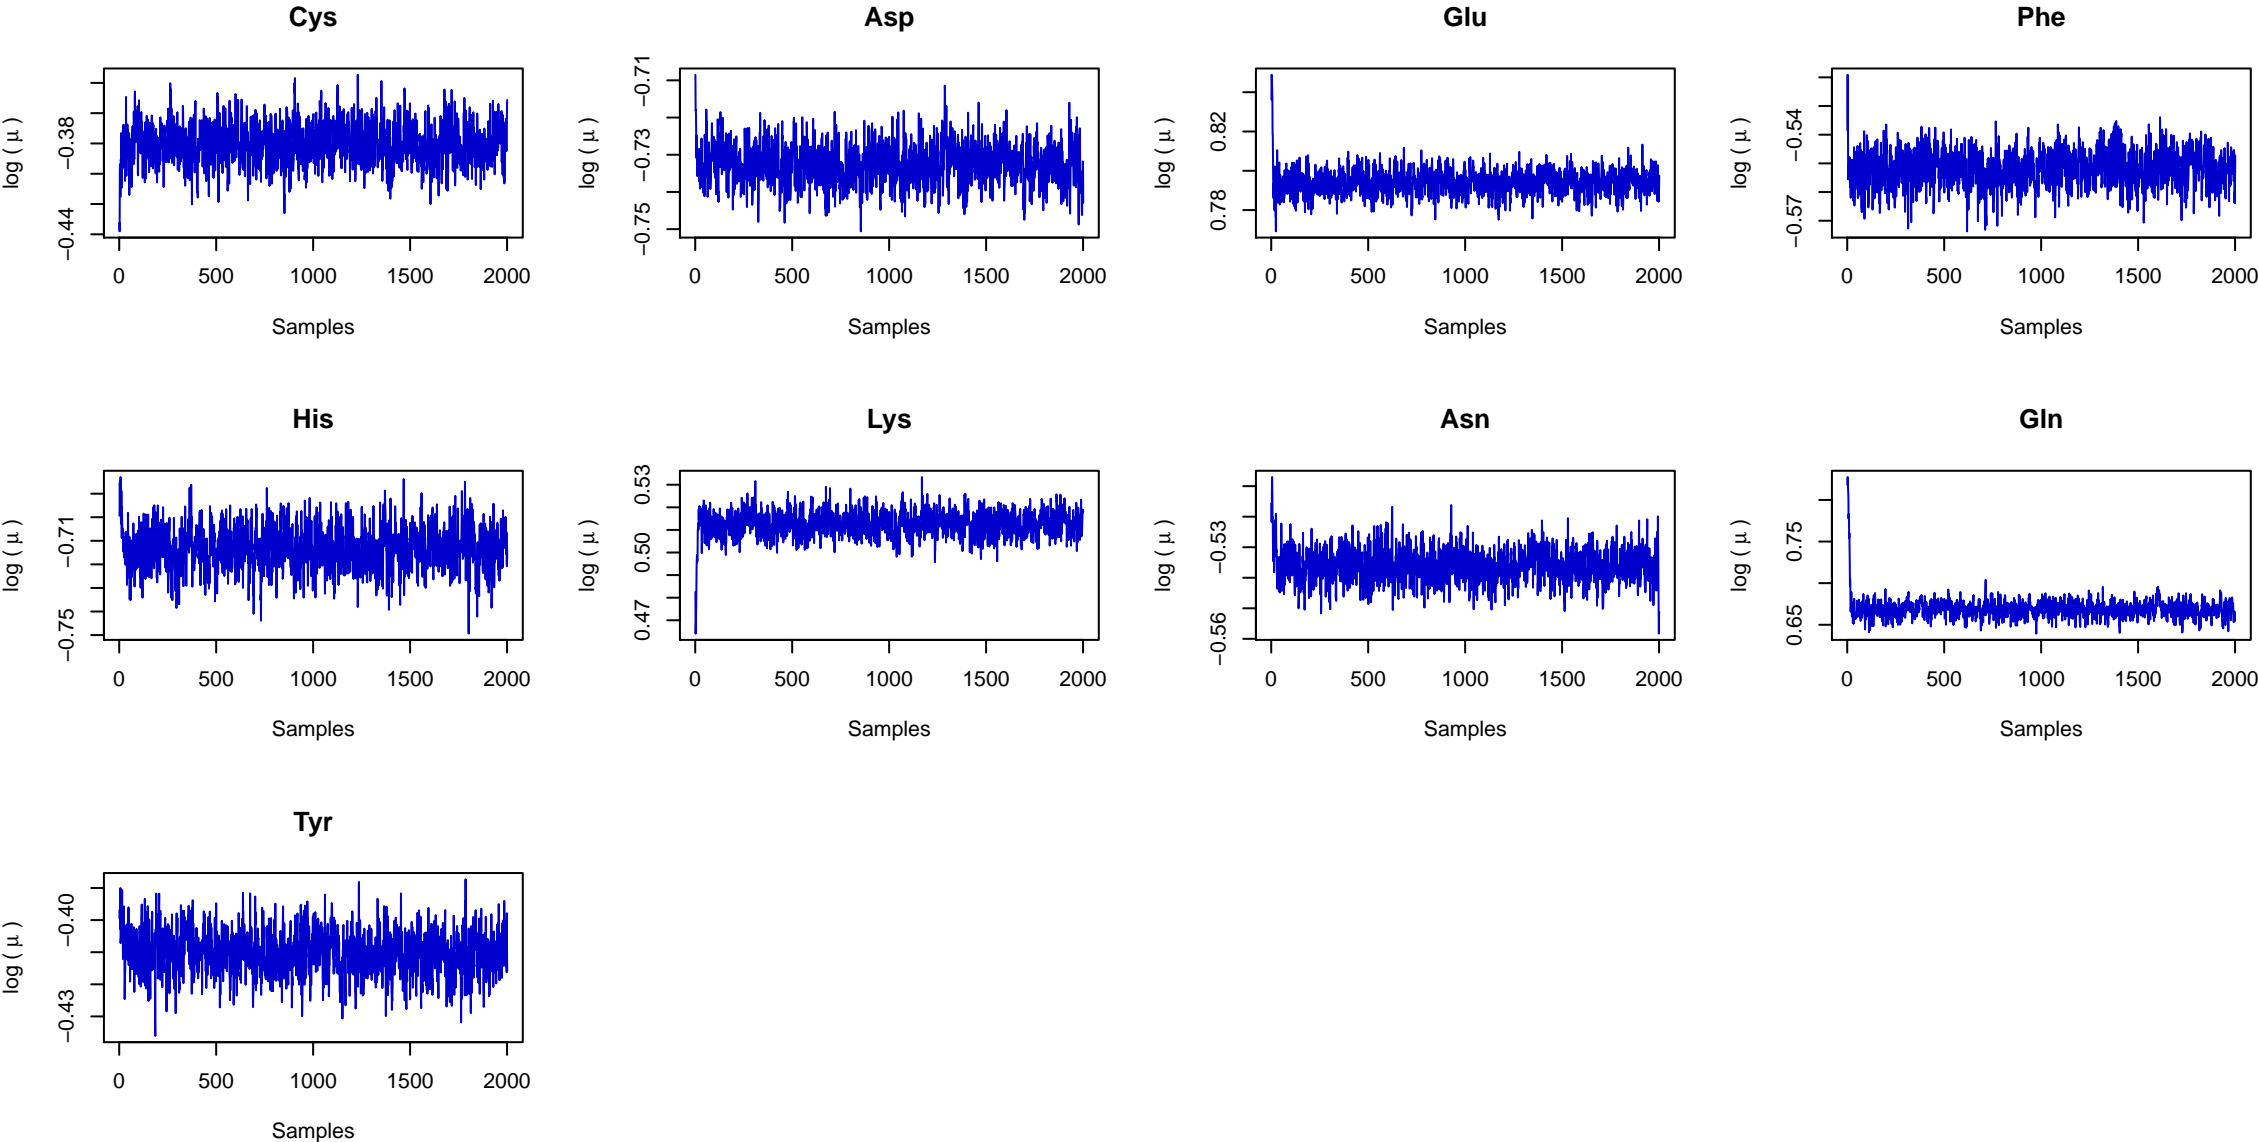 Cys
Asp
Glu
Phe
log ( μ )
−0.44
−0.38
0 500 1000 1500 2000
Samples
log ( μ )
−0.75
−0.73
−0.71
0 500 1000 1500 2000
Samples
log ( μ )
0.78
0.82
0 500 1000 1500 2000
Samples
log ( μ )
−0.57
−0.54
0 500 1000 1500 2000
Samples
His
Lys
Asn
Gln
log ( μ )
−0.75
−0.71
0 500 1000 1500 2000
Samples
log ( μ )
0.47
0.50
0.53
0 500 1000 1500 2000
Samples
log ( μ )
−0.56
−0.53
0 500 1000 1500 2000
Samples
log ( μ )
0.65
0.75
0 500 1000 1500 2000
Samples
Tyr
log ( μ )
−0.43
−0.40
0 500 1000 1500 2000
Samples